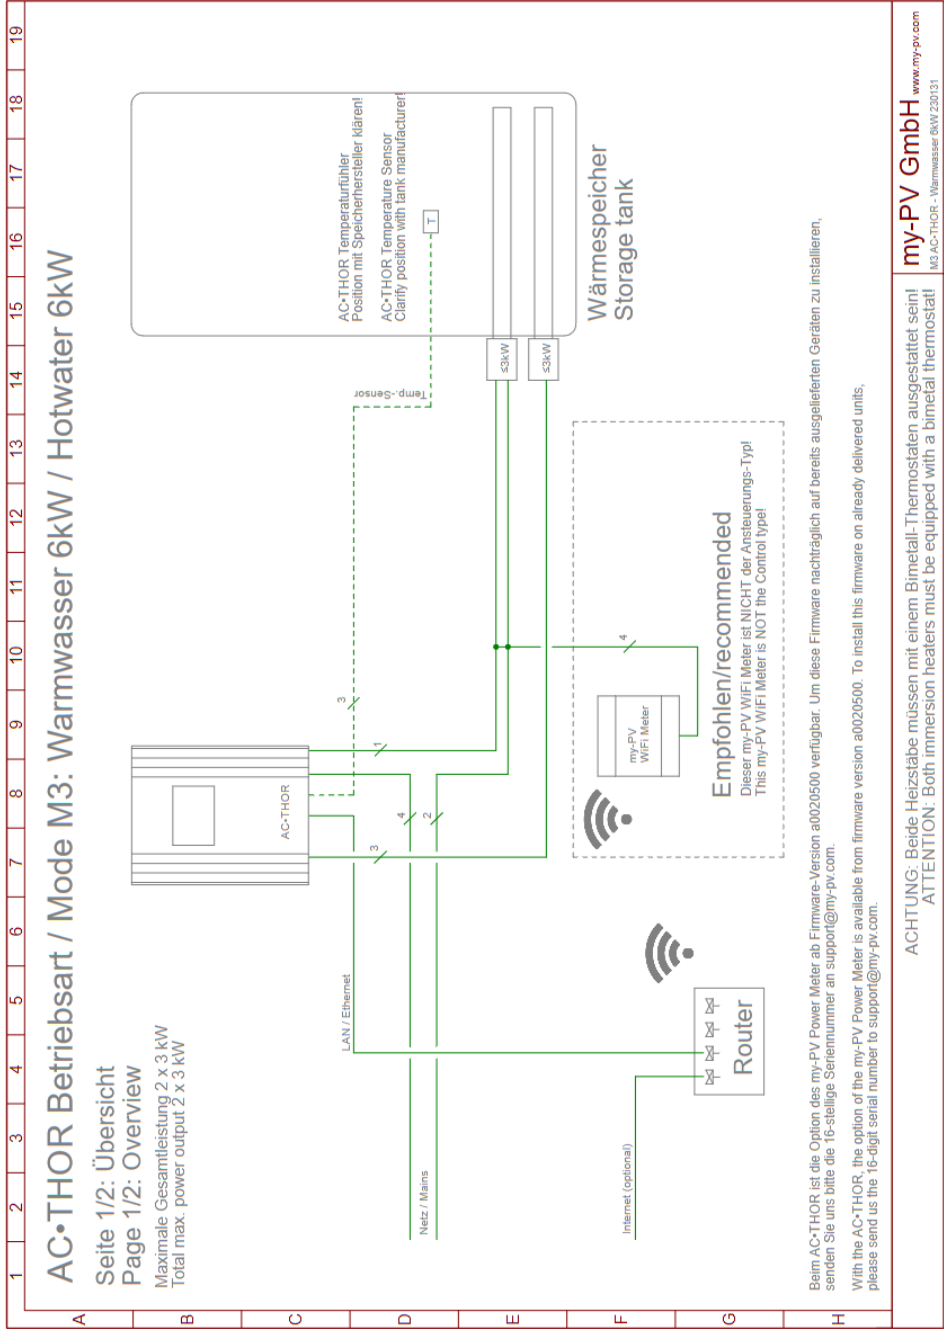 AC•THOR Betriebsart / Mode M3: Warmwasser 6kW / Hotwater 6kW
Seite 1/2: Übersicht
Page 1/2: Overview
Maximale Gesamtleistung 2 x 3 kW
Total max. power output 2 x 3 kW
1 2 3 4 5 6 7 8 9 10 11 12 13 14 15 16 17 18 19
A
B
C
D
E
F
G
H
AC•THOR
AC•THOR Temperaturfühler
Position mit Speicherhersteller klären!
AC•THOR Temperature Sensor
Clarify position with tank manufacturer!
T
Temp.-Sensor
3
1
4
2
3
LAN / Ethernet
Netz / Mains
≤3kW
≤3kW
Wärmespeicher
Storage tank
Internet (optional)
4
my-PV
WiFi Meter
Router
Empfohlen/recommended
Dieser my-PV WiFi Meter ist NICHT der Ansteuerungs-Typ!
This my-PV WiFi Meter is NOT the Control type!
Beim AC•THOR ist die Option des my-PV Power Meter ab Firmware-Version a0020500 verfügbar. Um diese Firmware nachträglich auf bereits ausgelieferten Geräten zu installieren,
senden Sie uns bitte die 16-stellige Seriennummer an support@my-pv.com.
With the AC•THOR, the option of the my-PV Power Meter is available from firmware version a0020500. To install this firmware on already delivered units,
please send us the 16-digit serial number to support@my-pv.com.
ACHTUNG: Beide Heizstäbe müssen mit einem Bimetall-Thermostaten ausgestattet sein!
ATTENTION: Both immersion heaters must be equipped with a bimetal thermostat!
my-PV GmbH www.my-pv.com
M3 AC•THOR - Warmwasser 6kW 230131